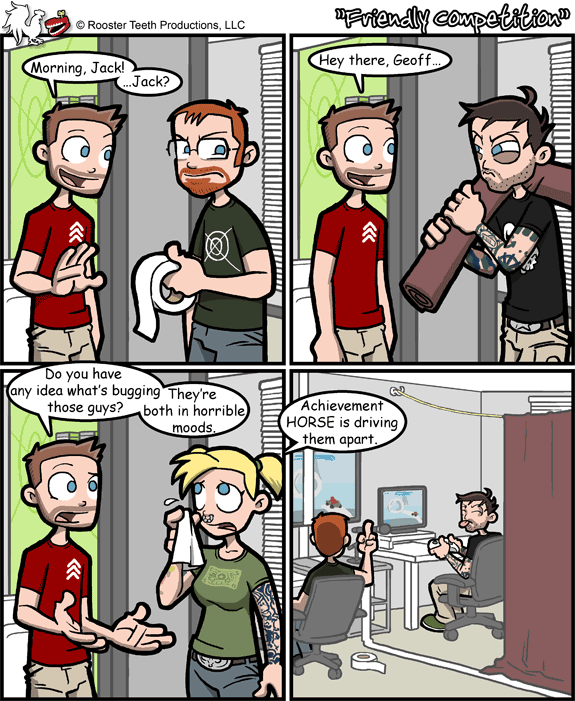 © Rooster Teeth Productions, LLC
"Friendly competition"
Morning, Jack!
...Jack?
Hey there, Geoff...
Do you have
any idea what's bugging
those guys?
They're
both in horrible
moods.
Achievement
HORSE is driving
them apart.